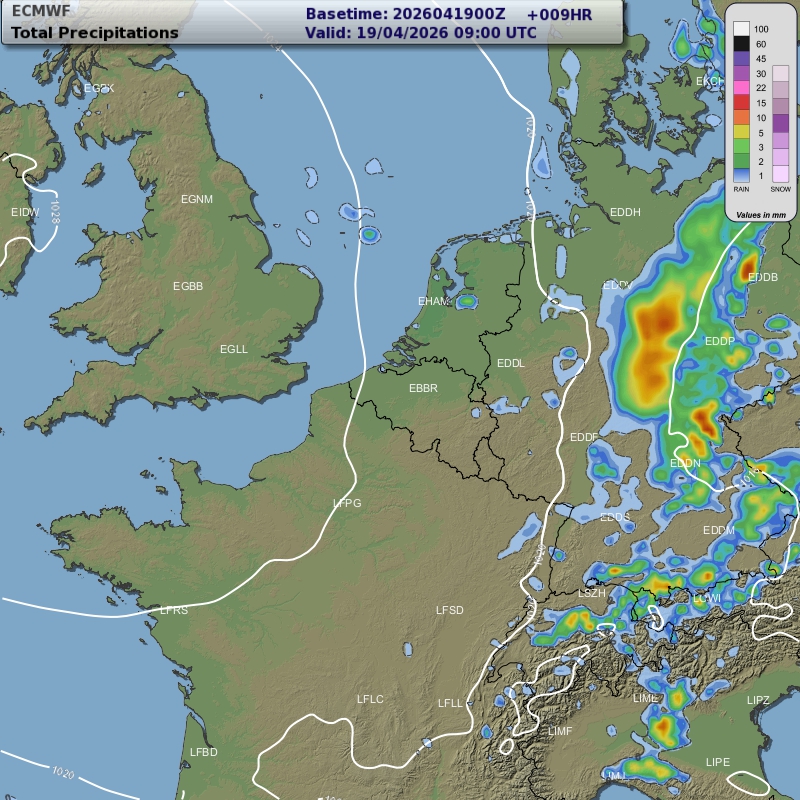 ECMWF
Basetime: 2026041900Z +009HR
Total Precipitations
Valid: 19/04/2026 09:00 UTC
100
60
45
30
22
15
10
5
3
2
1
RAIN
SNOW
Values in mm
EKCH
EIDW
1028
EGNM
1020
EDDH
EGBB
EDDB
EHAM
EGLL
EDDP
EDDL
EBBR
EDDF
EDDN
LFPG
EDDS
EDDM
LSZH
LOWI
LFRS
LFSD
LFLC
LFLL
LIML
LIPZ
LIMF
LFBD
LIPE
LIMJ
1020